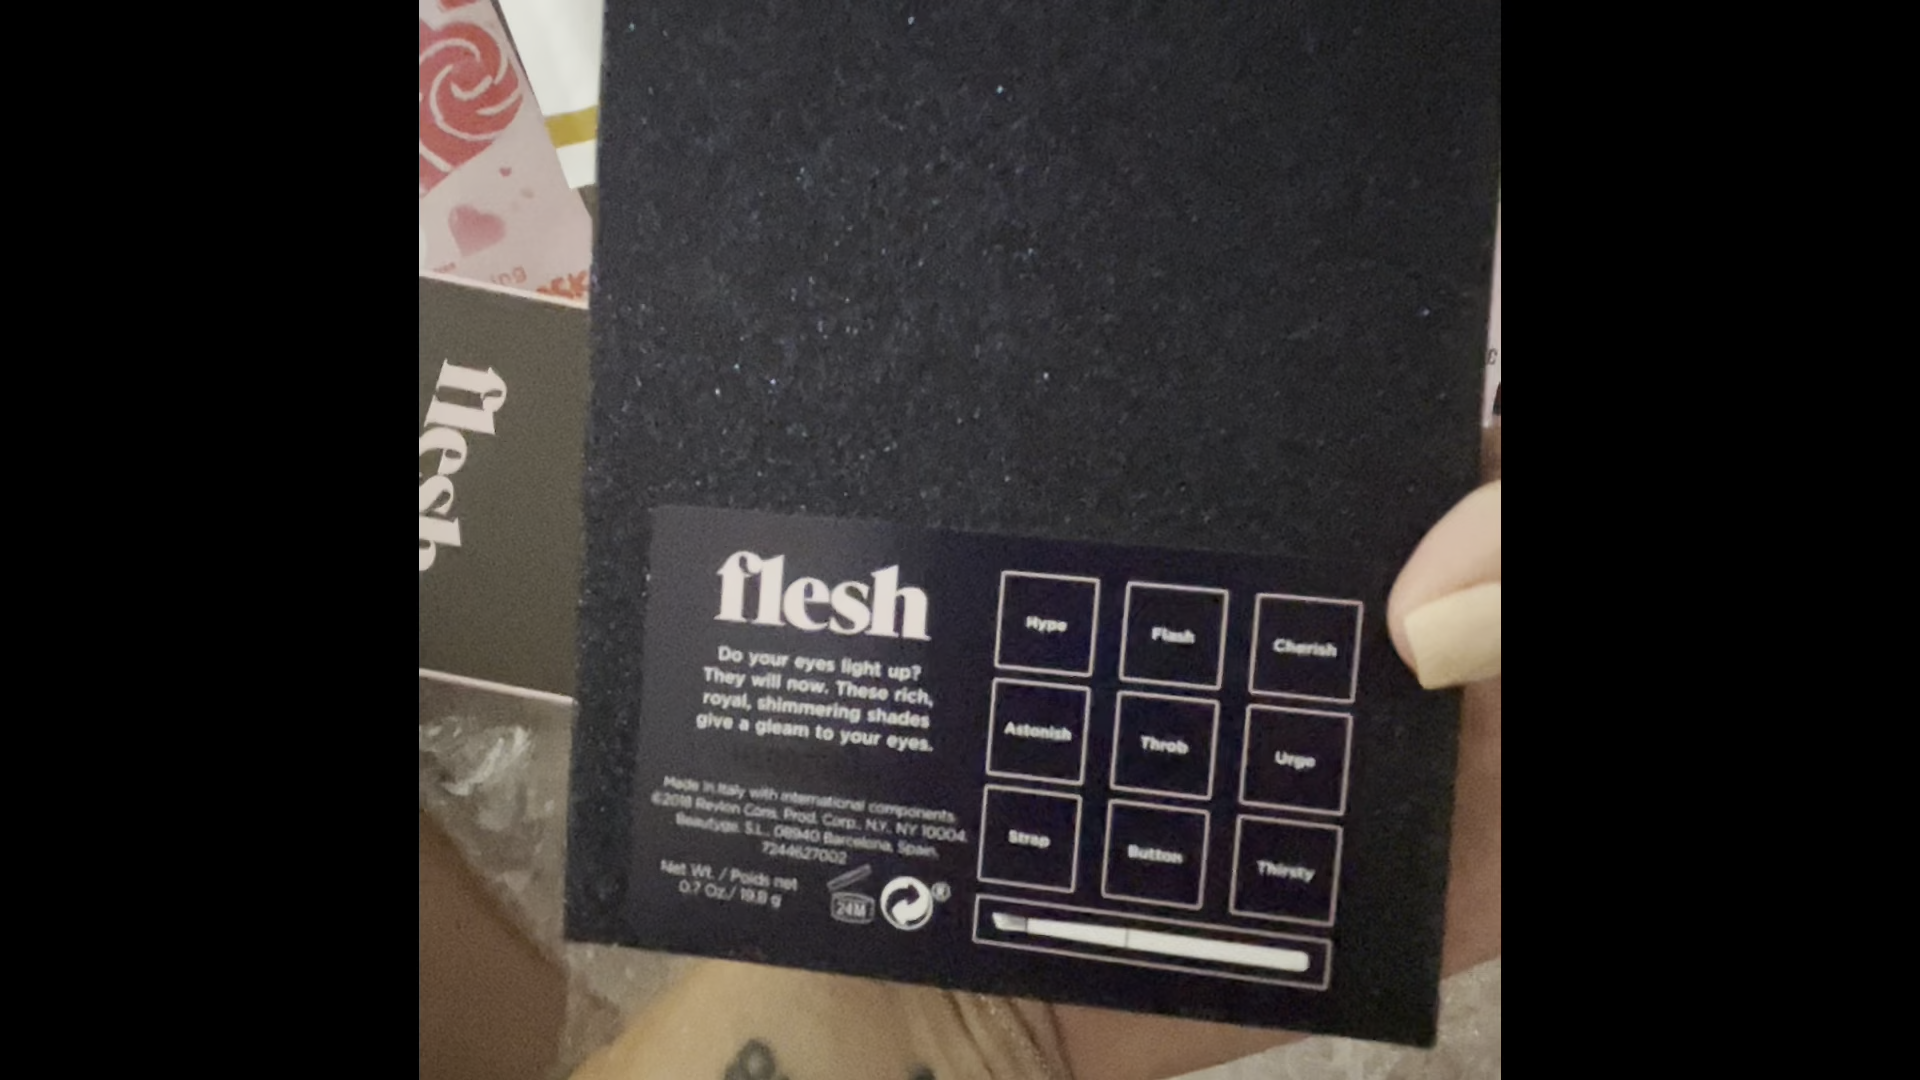 flesh
flesh
Do your eyes light up?
They will now. These rich,
royal, shimmering shades
give a gleam to your eyes.
Made in Italy with international components.
©2018 Revlon Cons. Prod. Corp., N.Y., NY 10004.
Beautyge, S.L., 08940 Barcelona, Spain.
7244627002
Net Wt. / Poids net
0.7 Oz./ 19.8 g
24M
®
Hype Flash Cherish
Astonish Throb Urge
Strap Button Thirsty